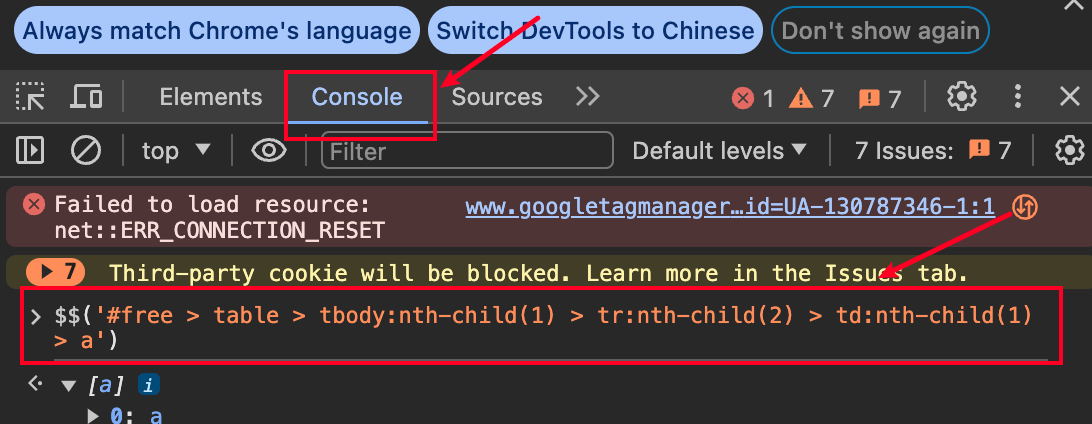 Always match Chrome's language Switch DevTools to Chinese Don't show again
Elements Console Sources 1 7 7
top Filter Default levels 7 Issues: 7
Failed to load resource: www.googletagmanager…id=UA-130787346-1:1
net::ERR_CONNECTION_RESET
7 Third-party cookie will be blocked. Learn more in the Issues tab.
> $$('#free > table > tbody:nth-child(1) > tr:nth-child(2) > td:nth-child(1)
> a')
[a] i
0: a